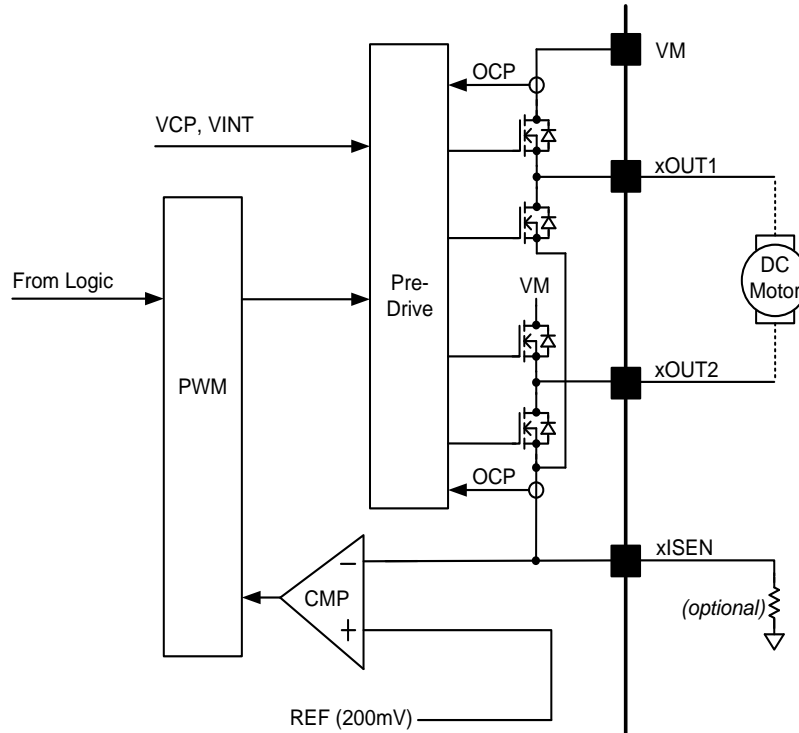 VM
OCP
VCP, VINT
xOUT1
From Logic
Pre-
Drive
VM
DC
Motor
PWM
xOUT2
OCP
xISEN
CMP
(optional)
REF (200mV)